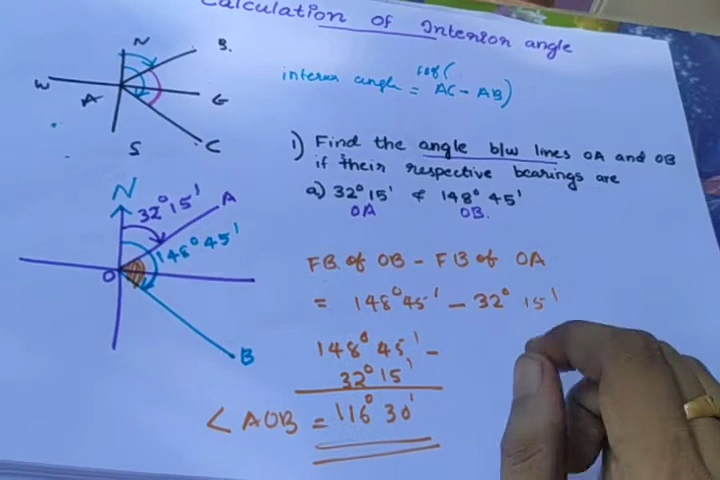 Calculation of Interior angle
N
B.
W
A
E
S
C
interior angle = AC - AB)
i) Find the angle b/w lines OA and OB
if their respective bearings are
a) 32° 15' & 148° 45'
OA OB.
N
32° 15'
A
148° 45'
O
B
FB of OB - FB of OA
= 148° 45' - 32° 15'
148° 45' -
32° 15'
∠ AOB = 116° 30'